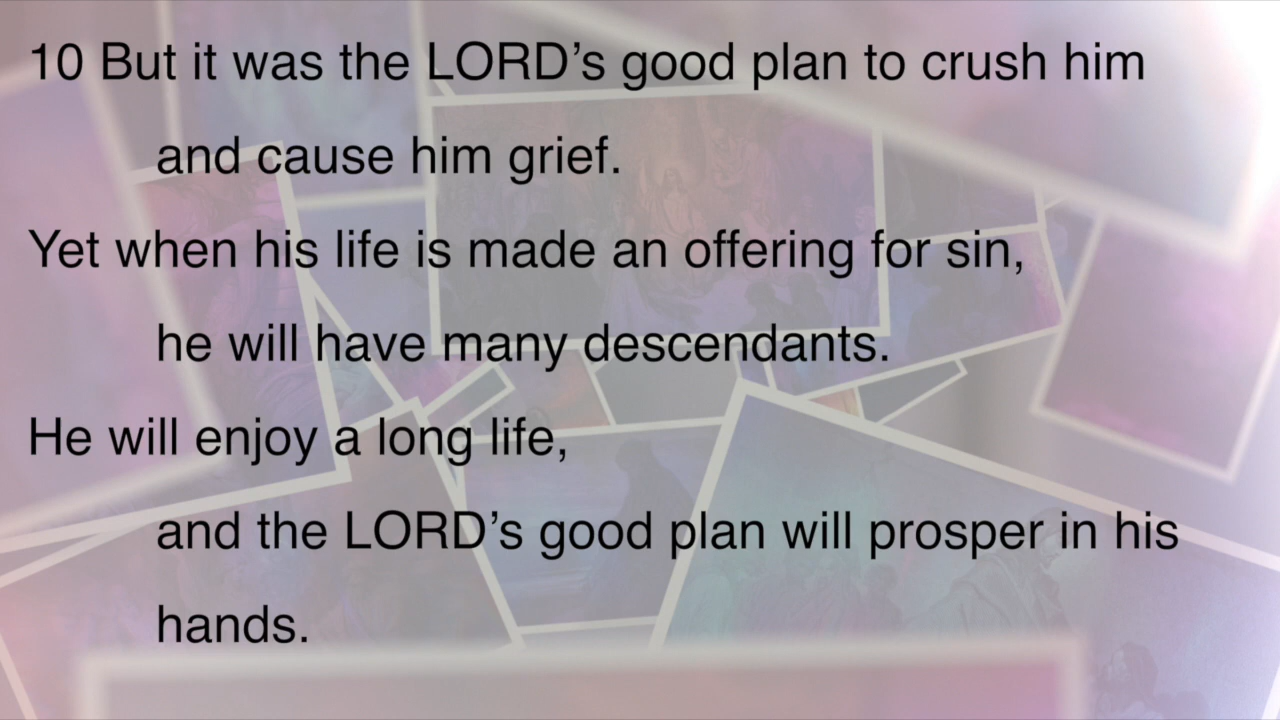 10 But it was the LORD’s good plan to crush him
and cause him grief.
Yet when his life is made an offering for sin,
he will have many descendants.
He will enjoy a long life,
and the LORD’s good plan will prosper in his
hands.